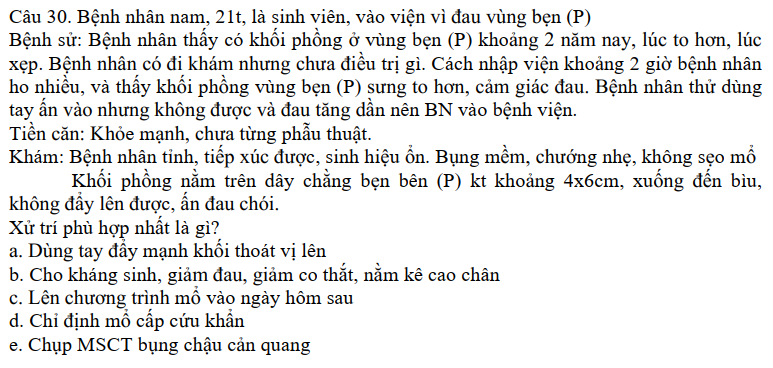 Câu 30. Bệnh nhân nam, 21t, là sinh viên, vào viện vì đau vùng bẹn (P)
Bệnh sử: Bệnh nhân thấy có khối phồng ở vùng bẹn (P) khoảng 2 năm nay, lúc to hơn, lúc
xẹp. Bệnh nhân có đi khám nhưng chưa điều trị gì. Cách nhập viện khoảng 2 giờ bệnh nhân
ho nhiều, và thấy khối phồng vùng bẹn (P) sưng to hơn, cảm giác đau. Bệnh nhân thử dùng
tay ấn vào nhưng không được và đau tăng dần nên BN vào bệnh viện.
Tiền căn: Khỏe mạnh, chưa từng phẫu thuật.
Khám: Bệnh nhân tỉnh, tiếp xúc được, sinh hiệu ổn. Bụng mềm, chướng nhẹ, không sẹo mổ
Khối phồng nằm trên dây chằng bẹn bên (P) kt khoảng 4x6cm, xuống đến bìu,
không đẩy lên được, ấn đau chói.
Xử trí phù hợp nhất là gì?
a. Dùng tay đẩy mạnh khối thoát vị lên
b. Cho kháng sinh, giảm đau, giảm co thắt, nằm kê cao chân
c. Lên chương trình mổ vào ngày hôm sau
d. Chỉ định mổ cấp cứu khẩn
e. Chụp MSCT bụng chậu cản quang